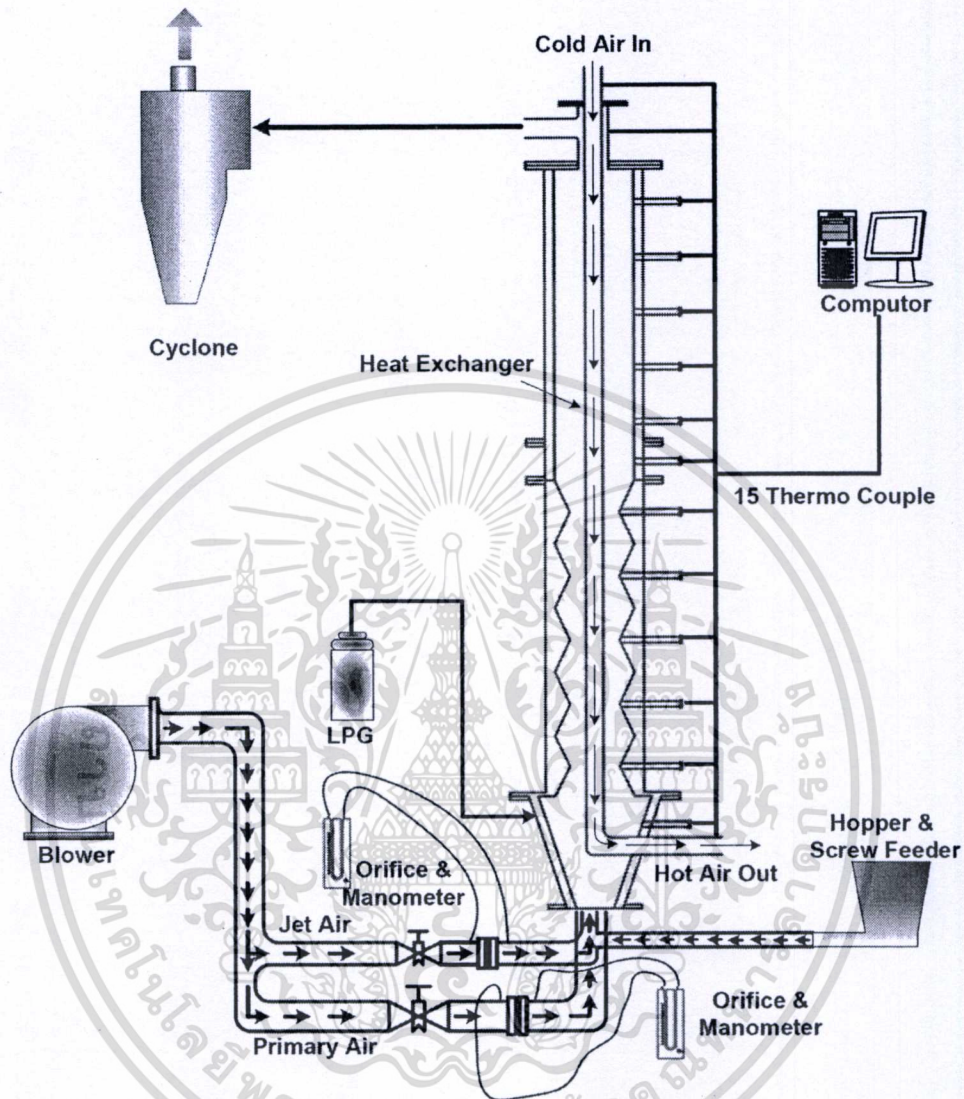 Cold Air In
Computor
Cyclone
Heat Exchanger
15 Thermo Couple
LPG
Blower
Orifice &
Manometer
Hopper &
Screw Feeder
Hot Air Out
Jet Air
Primary Air
Orifice &
Manometer